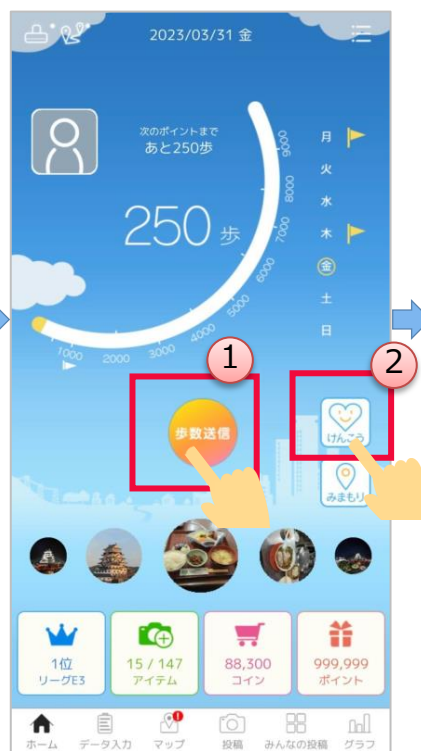 2023/03/31 金
次のポイントまで
あと250歩
250 歩
月
火
水
木
金
土
日
9000
8000
7000
6000
5000
4000
3000
2000
1000
1
2
歩数送信
けんこう
みまもり
1位
リーグE3
15 / 147
アイテム
88,300
コイン
999,999
ポイント
ホーム
データ入力
マップ
投稿
みんなの投稿
グラフ